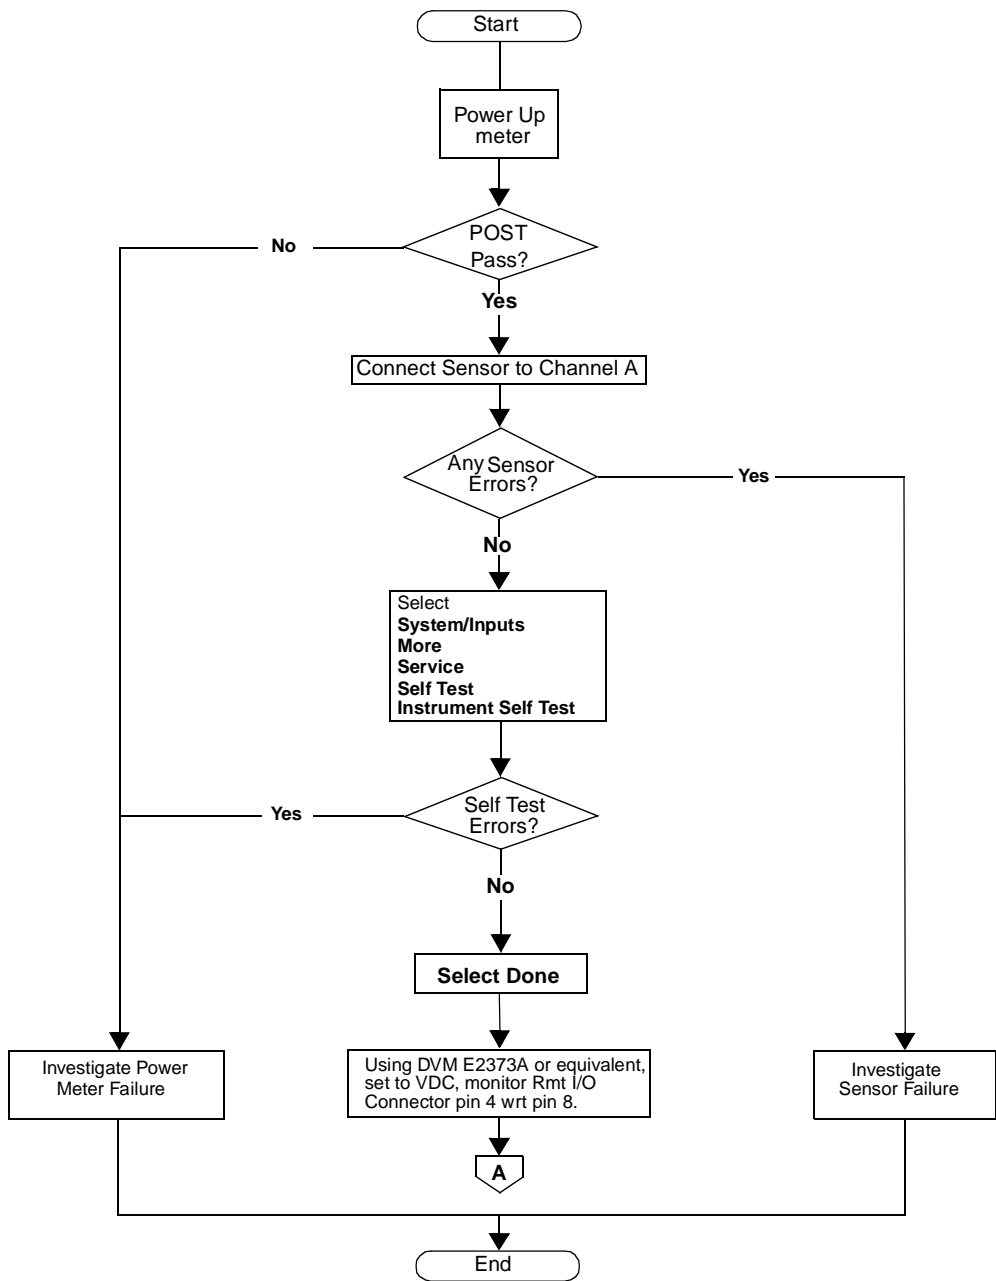 Start
Power Up
meter
POST
Pass?
No
Yes
Connect Sensor to Channel A
Any Sensor
Errors?
Yes
No
Select
System/Inputs
More
Service
Self Test
Instrument Self Test
Self Test
Errors?
Yes
No
Select Done
Investigate Power
Meter Failure
Using DVM E2373A or equivalent,
set to VDC, monitor Rmt I/O
Connector pin 4 wrt pin 8.
Investigate
Sensor Failure
A
End